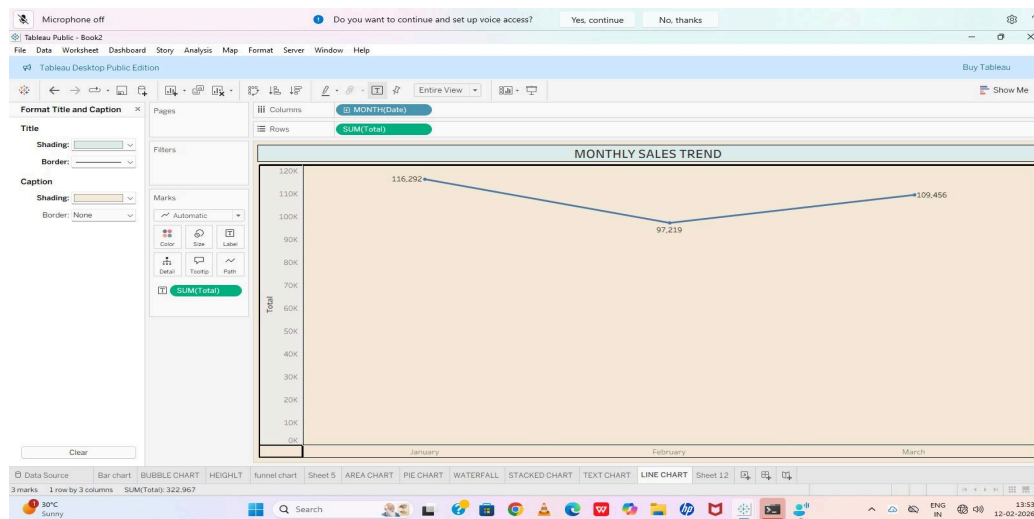 Microphone off
Do you want to continue and set up voice access? Yes, continue No, thanks
Tableau Public - Book2
File Data Worksheet Dashboard Story Analysis Map Format Server Window Help
Tableau Desktop Public Edition Buy Tableau
Entire View Show Me
Format Title and Caption
Title
Shading:
Border:
Caption
Shading:
Border: None
Clear
Pages
Filters
Marks
Automatic
Color Size Label
Detail Tooltip Path
SUM(Total)
Columns MONTH(Date)
Rows SUM(Total)
MONTHLY SALES TREND
120K
110K
100K
90K
80K
70K
60K
50K
40K
30K
20K
10K
0K
Total
116,292
97,219
109,456
January February March
Data Source Bar chart BUBBLE CHART HEIGHLT funnel chart Sheet 5 AREA CHART PIE CHART WATERFALL STACKED CHART TEXT CHART LINE CHART Sheet 12
3 marks 1 row by 3 columns SUM(Total): 322,967
1
30°C
Sunny
Search
ENG
IN
13:53
12-02-2026